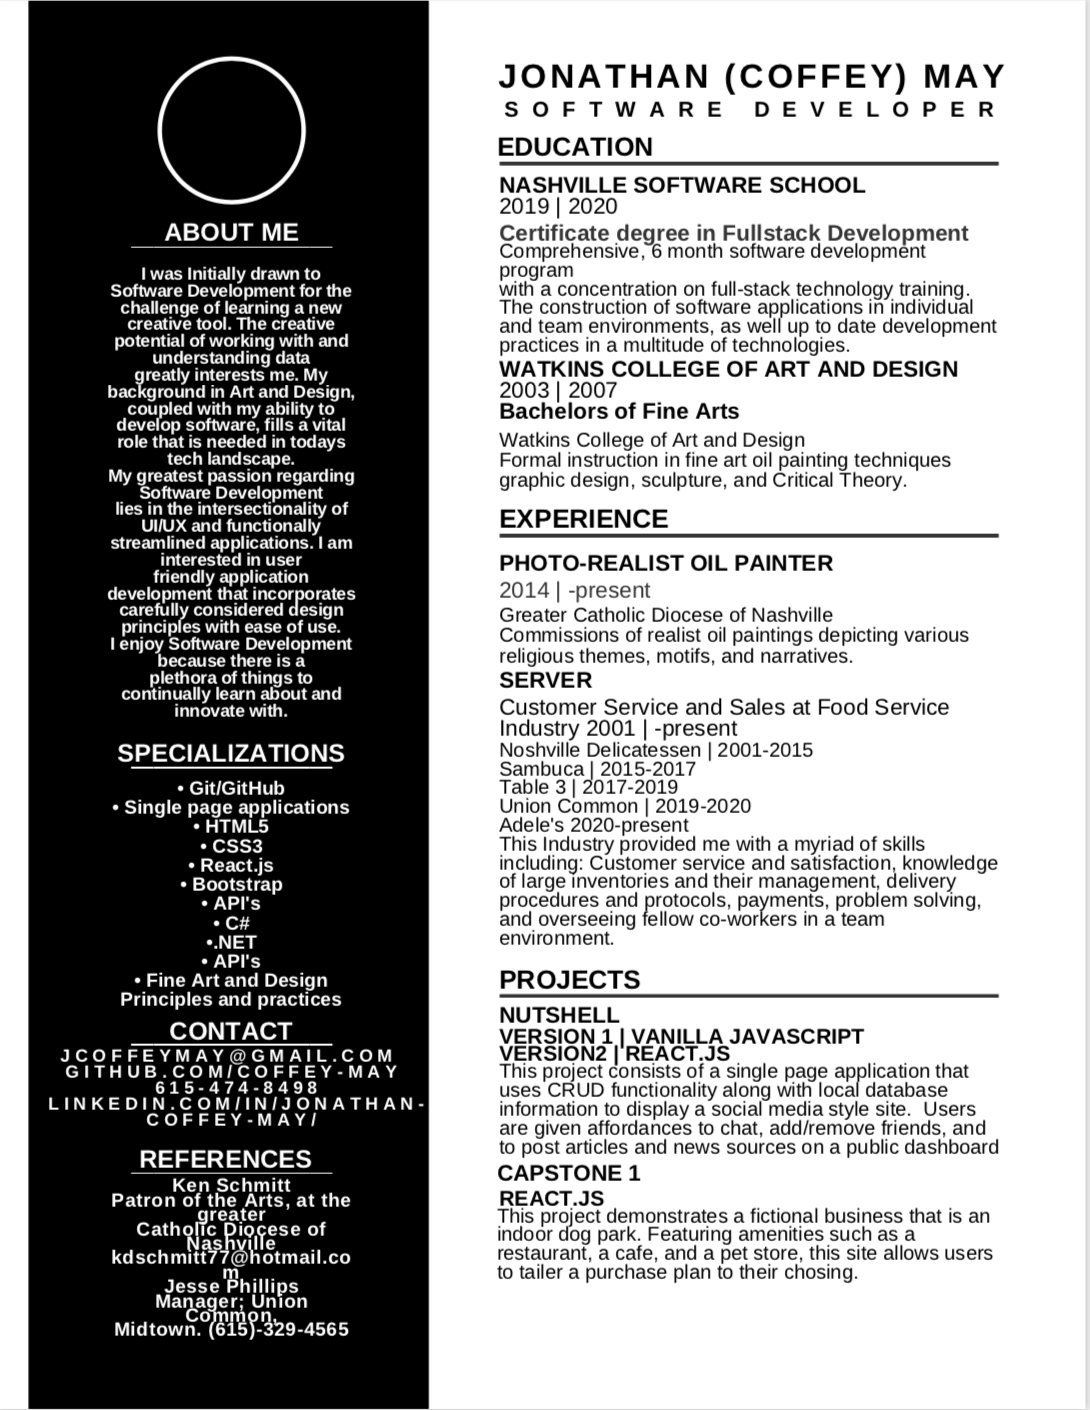 ABOUT ME
I was Initially drawn to
Software Development for the
challenge of learning a new
creative tool. The creative
potential of working with and
understanding data
greatly interests me. My
background in Art and Design,
coupled with my ability to
develop software, fills a vital
role that is needed in todays
tech landscape.
My greatest passion regarding
Software Development
lies in the intersectionality of
UI/UX and functionally
streamlined applications. I am
interested in user
friendly application
development that incorporates
carefully considered design
principles with ease of use.
I enjoy Software Development
because there is a
plethora of things to
continually learn about and
innovate with.
SPECIALIZATIONS
• Git/GitHub
• Single page applications
• HTML5
• CSS3
• React.js
• Bootstrap
• API's
• C#
•.NET
• API's
• Fine Art and Design
Principles and practices
CONTACT
JCOFFEYMAY@GMAIL.COM
GITHUB.COM/COFFEY-MAY
615-474-8498
LINKEDIN.COM/IN/JONATHAN-
COFFEY-MAY/
REFERENCES
Ken Schmitt
Patron of the Arts, at the
greater
Catholic Diocese of
Nashville
kdschmitt77@hotmail.co
m
Jesse Phillips
Manager; Union
Common,
Midtown. (615)-329-4565
JONATHAN (COFFEY) MAY
SOFTWARE DEVELOPER
EDUCATION
NASHVILLE SOFTWARE SCHOOL
2019 | 2020
Certificate degree in Fullstack Development
Comprehensive, 6 month software development
program
with a concentration on full-stack technology training.
The construction of software applications in individual
and team environments, as well up to date development
practices in a multitude of technologies.
WATKINS COLLEGE OF ART AND DESIGN
2003 | 2007
Bachelors of Fine Arts
Watkins College of Art and Design
Formal instruction in fine art oil painting techniques
graphic design, sculpture, and Critical Theory.
EXPERIENCE
PHOTO-REALIST OIL PAINTER
2014 | -present
Greater Catholic Diocese of Nashville
Commissions of realist oil paintings depicting various
religious themes, motifs, and narratives.
SERVER
Customer Service and Sales at Food Service
Industry 2001 | -present
Noshville Delicatessen | 2001-2015
Sambuca | 2015-2017
Table 3 | 2017-2019
Union Common | 2019-2020
Adele's 2020-present
This Industry provided me with a myriad of skills
including: Customer service and satisfaction, knowledge
of large inventories and their management, delivery
procedures and protocols, payments, problem solving,
and overseeing fellow co-workers in a team
environment.
PROJECTS
NUTSHELL
VERSION 1 | VANILLA JAVASCRIPT
VERSION2 | REACT.JS
This project consists of a single page application that
uses CRUD functionality along with local database
information to display a social media style site.  Users
are given affordances to chat, add/remove friends, and
to post articles and news sources on a public dashboard
CAPSTONE 1
REACT.JS
This project demonstrates a fictional business that is an
indoor dog park. Featuring amenities such as a
restaurant, a cafe, and a pet store, this site allows users
to tailer a purchase plan to their chosing.